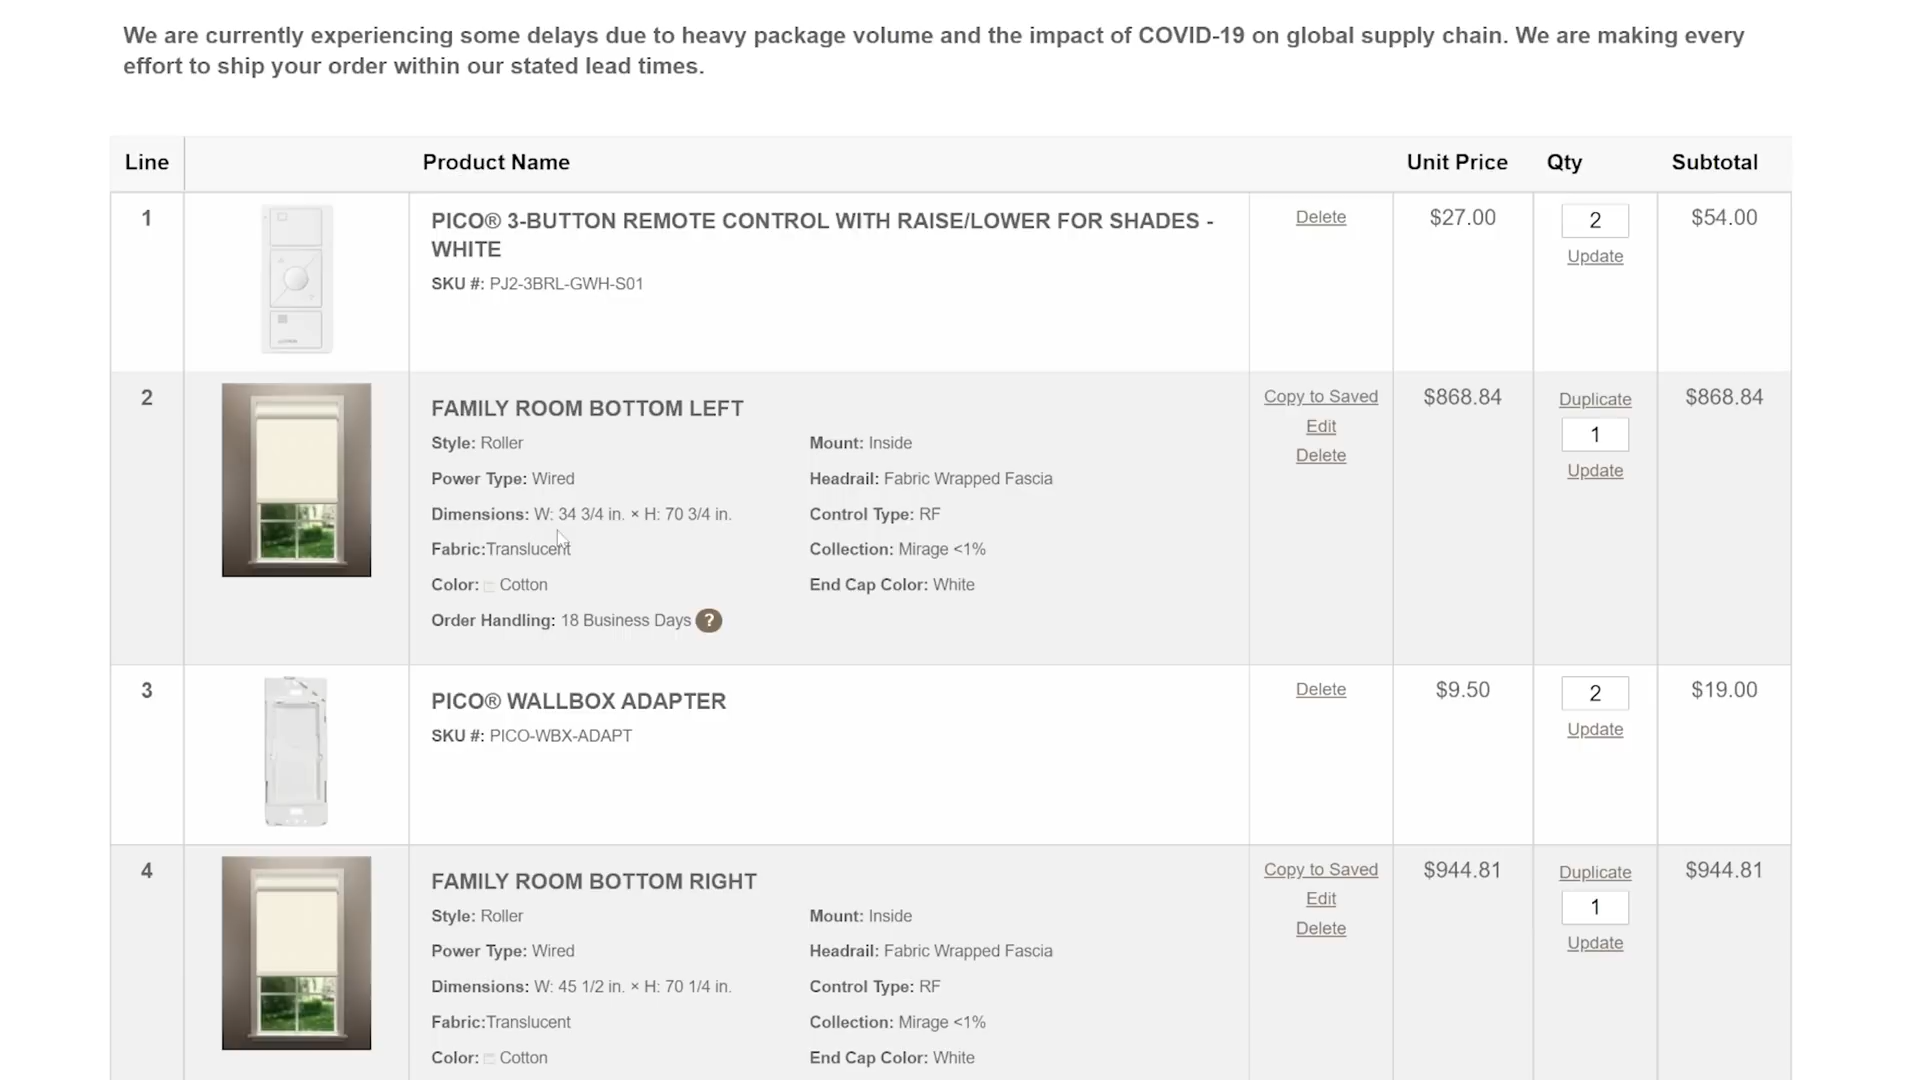 We are currently experiencing some delays due to heavy package volume and the impact of COVID-19 on global supply chain. We are making every
effort to ship your order within our stated lead times.
Line Product Name Unit Price Qty Subtotal
1 PICO® 3-BUTTON REMOTE CONTROL WITH RAISE/LOWER FOR SHADES - Delete $27.00 2 $54.00
WHITE Update
SKU #: PJ2-3BRL-GWH-S01
2 FAMILY ROOM BOTTOM LEFT Copy to Saved $868.84 Duplicate $868.84
Style: Roller Mount: Inside Edit 1
Power Type: Wired Headrail: Fabric Wrapped Fascia Delete Update
Dimensions: W: 34 3/4 in. × H: 70 3/4 in. Control Type: RF
Fabric:Translucent Collection: Mirage <1%
Color: Cotton End Cap Color: White
Order Handling: 18 Business Days ?
3 PICO® WALLBOX ADAPTER Delete $9.50 2 $19.00
SKU #: PICO-WBX-ADAPT Update
4 FAMILY ROOM BOTTOM RIGHT Copy to Saved $944.81 Duplicate $944.81
Style: Roller Mount: Inside Edit 1
Power Type: Wired Headrail: Fabric Wrapped Fascia Delete Update
Dimensions: W: 45 1/2 in. × H: 70 1/4 in. Control Type: RF
Fabric:Translucent Collection: Mirage <1%
Color: Cotton End Cap Color: White